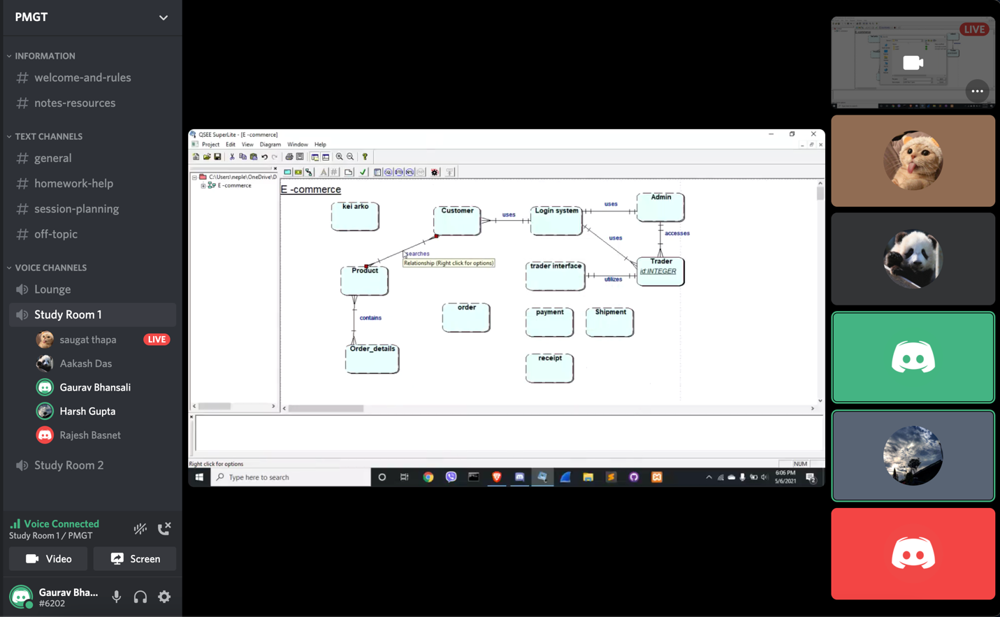 PMGT
INFORMATION
# welcome-and-rules
# notes-resources
TEXT CHANNELS
# general
# homework-help
# session-planning
# off-topic
VOICE CHANNELS
Lounge
Study Room 1
saugat thapa LIVE
Aakash Das
Gaurav Bhansali
Harsh Gupta
Rajesh Basnet
Study Room 2
Voice Connected
Study Room 1 / PMGT
Video Screen
Gaurav Bha...
#6202
QSEE SuperLite - [E -commerce]
Project Edit View Diagram Window Help
C:\Users\neple\OneDrive\D
E -commerce
E -commerce
kei arko
Customer
uses
Login system
uses
Admin
uses
accesses
searches
Relationship (Right click for options)
Product
trader interface
utilizes
Trader
id:INTEGER
contains
order
payment
Shipment
Order_details
receipt
Right click for options
NUM
Type here to search
6:06 PM
5/6/2021
2
LIVE